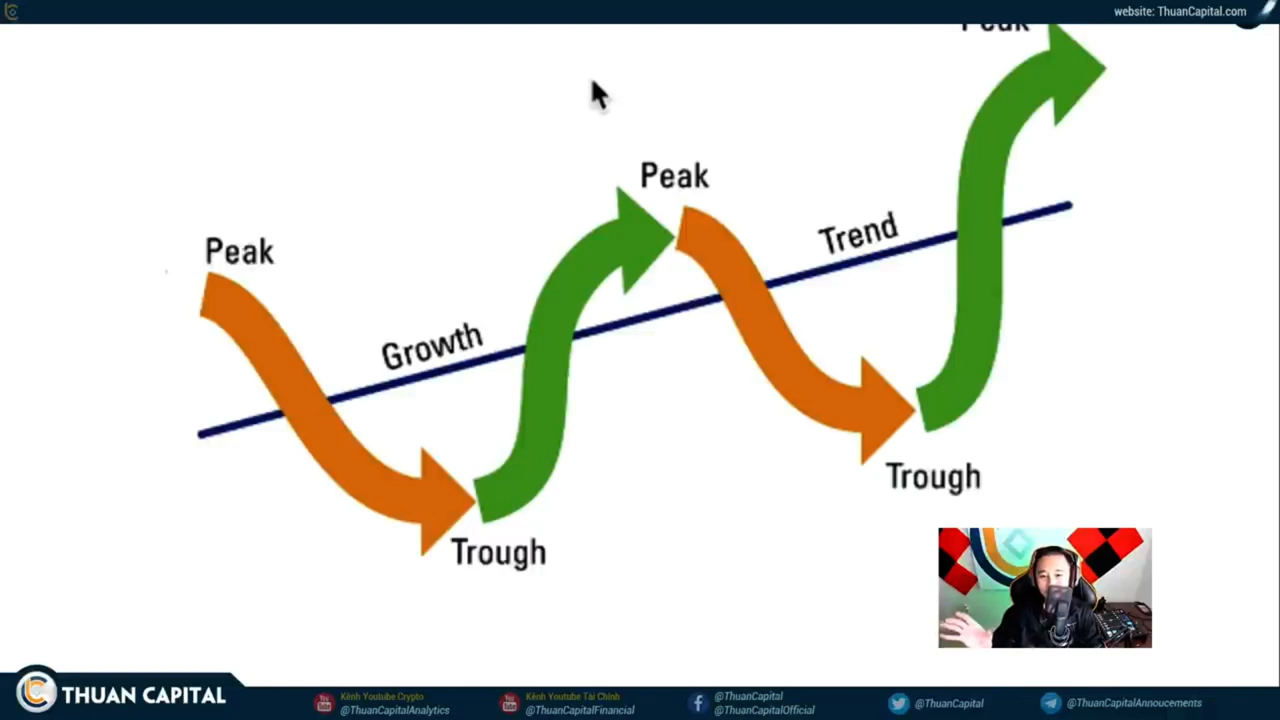 website: ThuanCapital.com
Peak
Peak
Trend
Peak
Growth
Trough
Trough
THUAN CAPITAL
Kênh Youtube Crypto
@ThuanCapitalAnalytics
Kênh Youtube Tài Chính
@ThuanCapitalFinancial
@ThuanCapital
@ThuanCapitalOfficial
@ThuanCapital
@ThuanCapitalAnnoucements